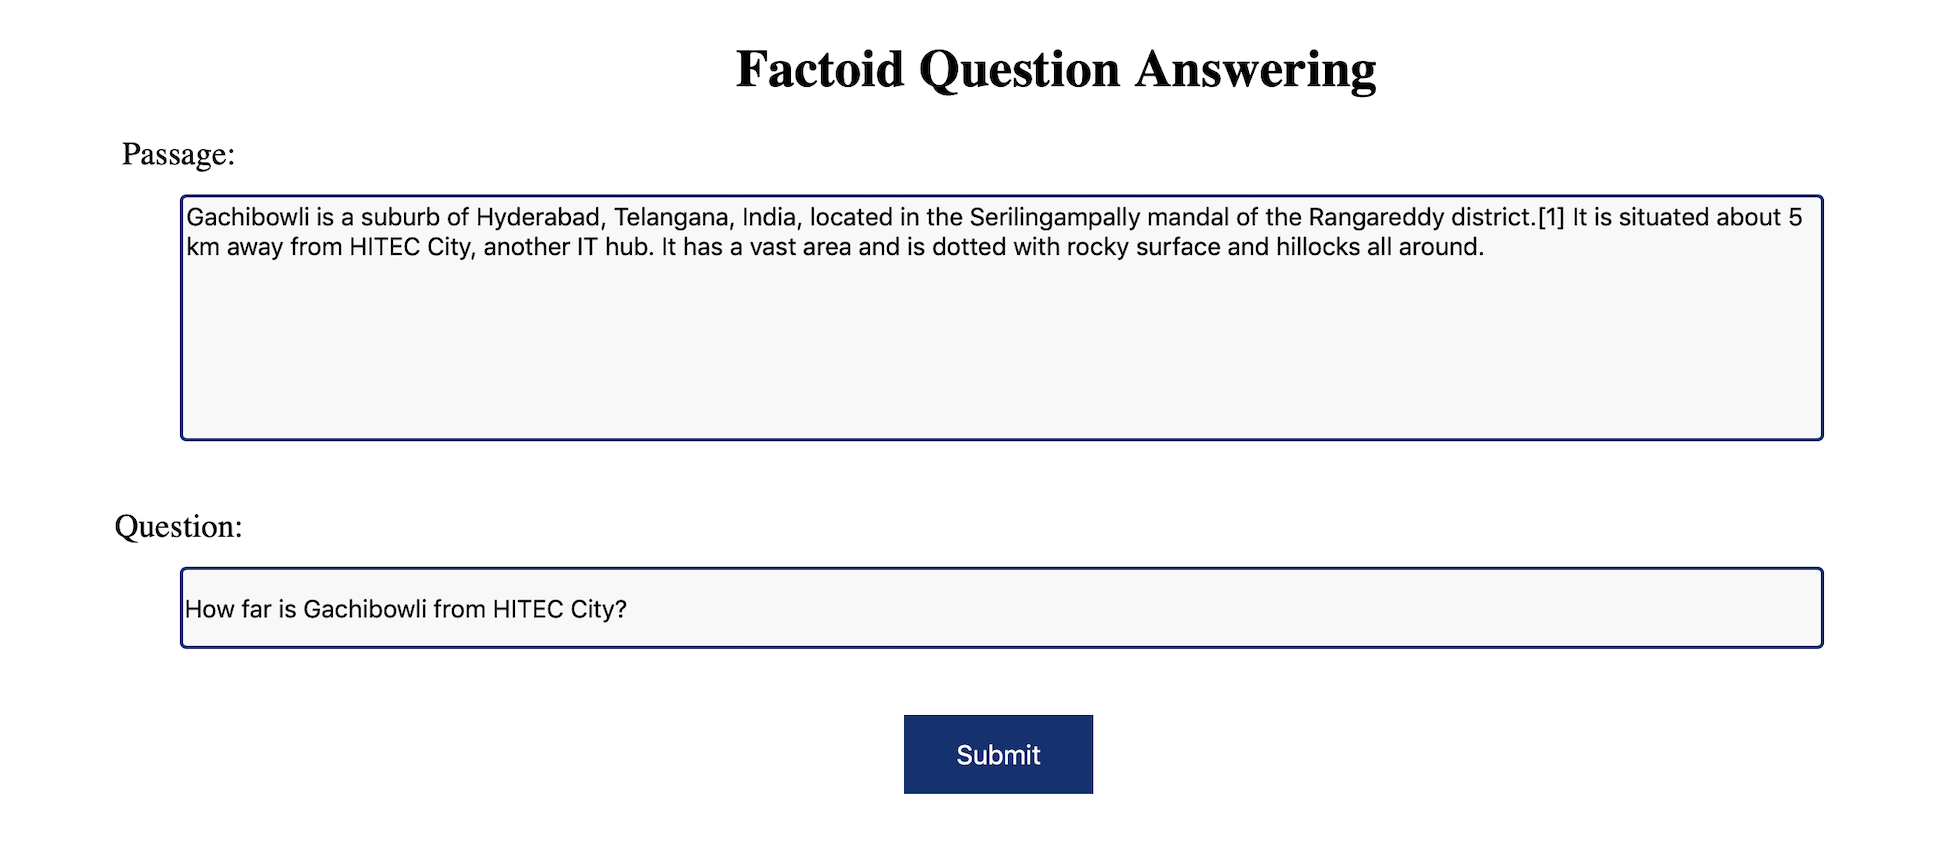 Factoid Question Answering
Passage:
Gachibowli is a suburb of Hyderabad, Telangana, India, located in the Serilingampally mandal of the Rangareddy district.[1] It is situated about 5
km away from HITEC City, another IT hub. It has a vast area and is dotted with rocky surface and hillocks all around.
Question:
How far is Gachibowli from HITEC City?
Submit